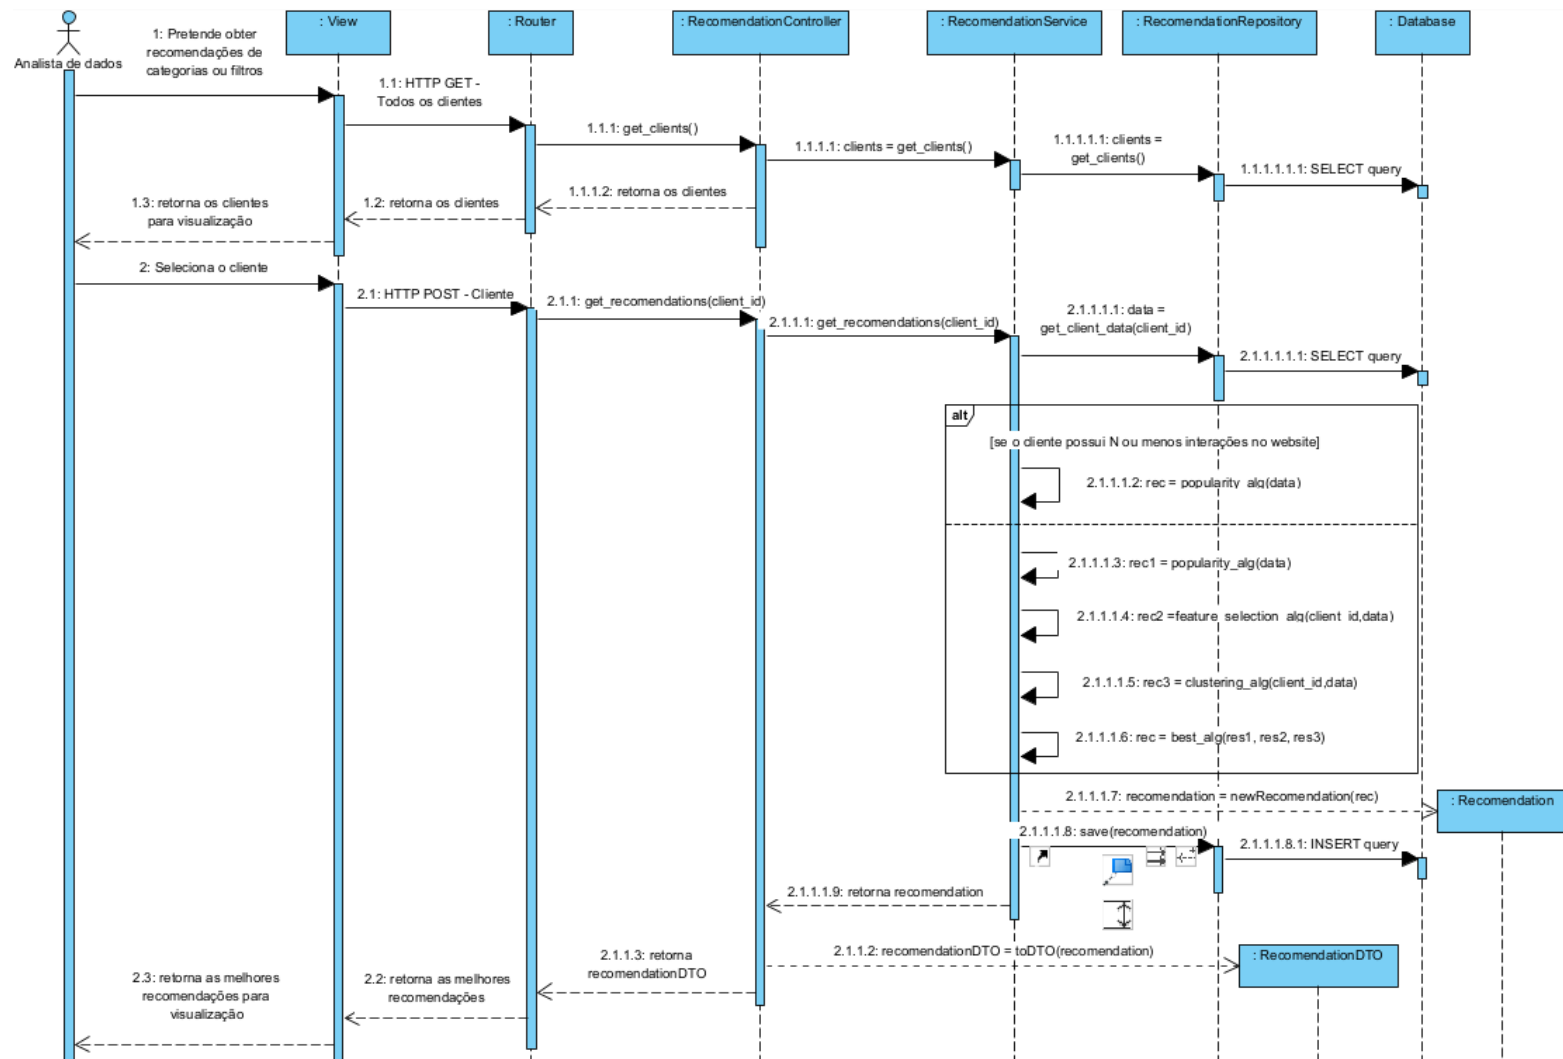 : View
: Router
: RecomendationController
: RecomendationService
: RecomendationRepository
: Database
Analista de dados
1: Pretende obter
recomendações de
categorias ou filtros
1.1: HTTP GET -
Todos os clientes
1.1.1: get_clients()
1.1.1.1: clients = get_clients()
1.1.1.1.1: clients =
get_clients()
1.1.1.1.1.1: SELECT query
1.1.1.2: retorna os clientes
1.2: retorna os clientes
1.3: retorna os clientes
para visualização
2: Seleciona o cliente
2.1: HTTP POST - Cliente
2.1.1: get_recomendations(client_id)
2.1.1.1: get_recomendations(client_id)
2.1.1.1.1: data =
get_client_data(client_id)
2.1.1.1.1.1: SELECT query
alt
[se o cliente possui N ou menos interações no website]
2.1.1.1.2: rec = popularity_alg(data)
2.1.1.1.3: rec1 = popularity_alg(data)
2.1.1.1.4: rec2 =feature_selection_alg(client_id,data)
2.1.1.1.5: rec3 = clustering_alg(client_id,data)
2.1.1.1.6: rec = best_alg(res1, res2, res3)
2.1.1.1.7: recomendation = newRecomendation(rec)
: Recomendation
2.1.1.1.8: save(recomendation)
2.1.1.1.8.1: INSERT query
2.1.1.1.9: retorna recomendation
2.1.1.2: recomendationDTO = toDTO(recomendation)
: RecomendationDTO
2.1.1.3: retorna
recomendationDTO
2.2: retorna as melhores
recomendações
2.3: retorna as melhores
recomendações para
visualização